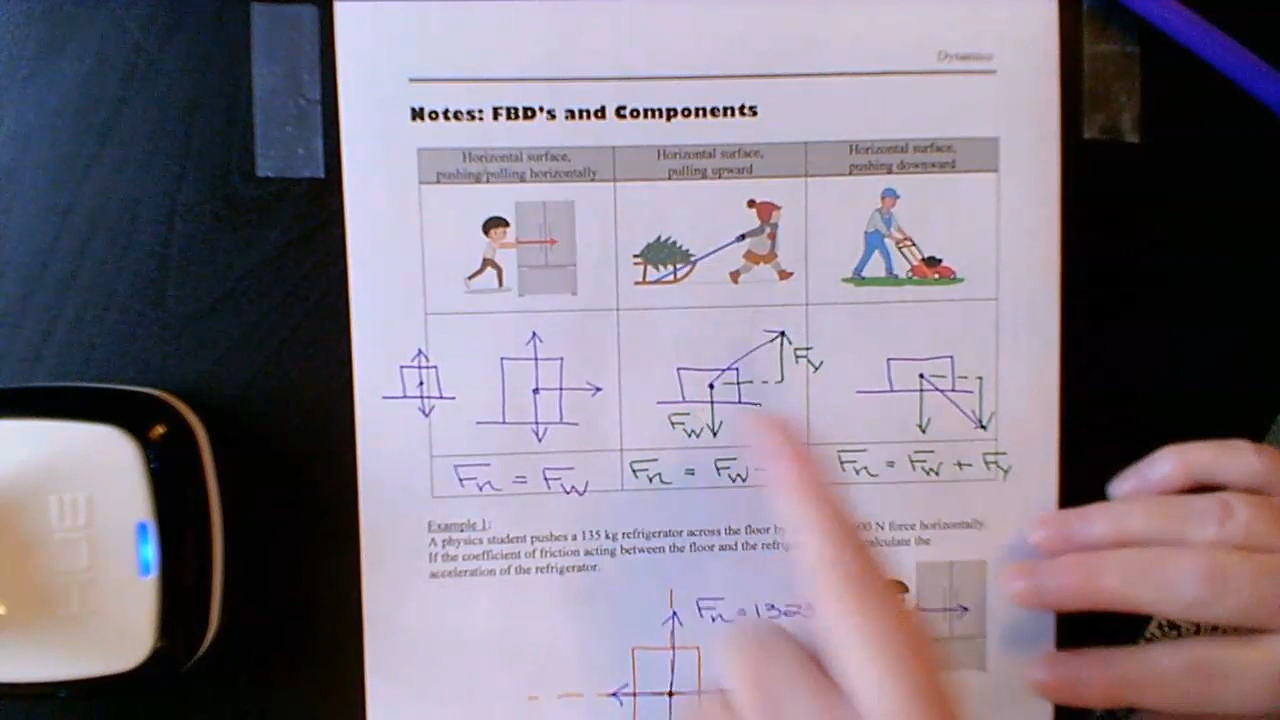 Dynamics
Notes: FBD's and Components
Horizontal surface, pushing/pulling horizontally
Horizontal surface, pulling upward
Horizontal surface, pushing downward
Fy
Fw
Fn = Fw
Fn = Fw -
Fn = Fw + Fy
Example 1:
A physics student pushes a 135 kg refrigerator across the floor by 00 N force horizontally.
If the coefficient of friction acting between the floor and the calculate the
acceleration of the refrigerator.
Fn = 132